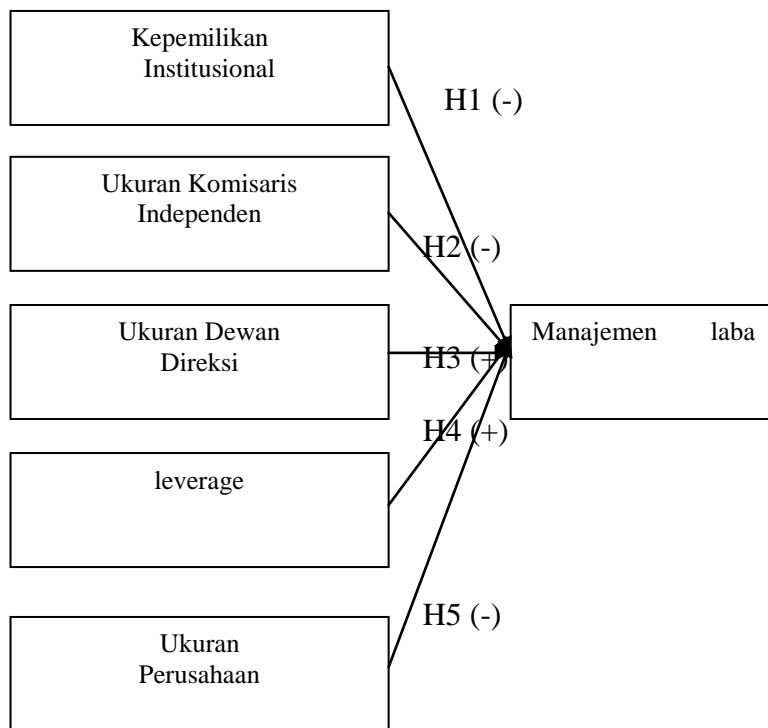 Kepemilikan
Institusional
H1 (-)
Ukuran Komisaris
Independen
H2 (-)
Ukuran Dewan
Direksi
H3 (+)
Manajemen laba
H4 (+)
leverage
H5 (-)
Ukuran
Perusahaan